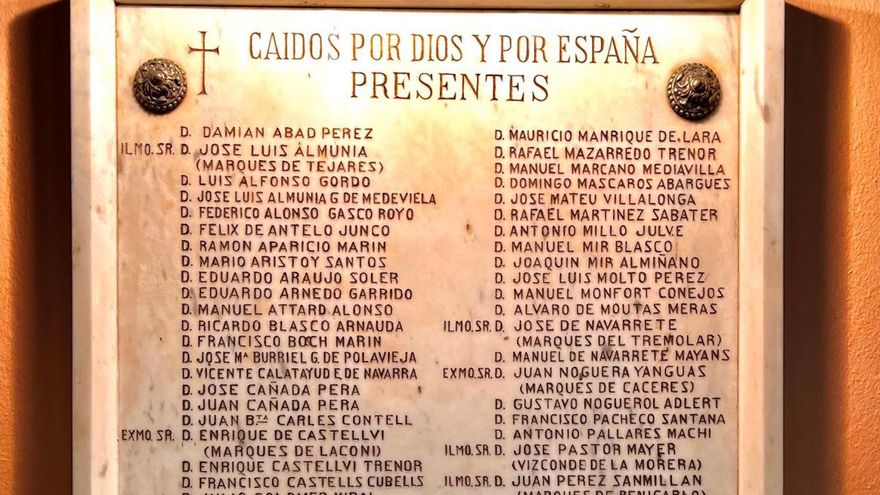 CAIDOS POR DIOS Y POR ESPAÑA
PRESENTES
D. DAMIAN ABAD PEREZ
ILMO. SR. D. JOSE LUIS ALMUNIA
(MARQUES DE TEJARES)
D. LUIS ALFONSO GORDO
D. JOSE LUIS ALMUNIA G. DE MEDEVIELA
D. FEDERICO ALONSO GASCO ROYO
D. FELIX DE ANTELO JUNCO
D. RAMON APARICIO MARIN
D. MARIO ARISTOY SANTOS
D. EDUARDO ARAUJO SOLER
D. EDUARDO ARNEDO GARRIDO
D. MANUEL ATTARD ALONSO
D. RICARDO BLASCO ARNAUDA
D. FRANCISCO BOCH MARIN
D. JOSE Mª BURRIEL G. DE POLAVIEJA
D. VICENTE CALATAYUD E. DE NAVARRA
D. JOSE CAÑADA PERA
D. JUAN CAÑADA PERA
D. JUAN Bᵀᴬ CARLES CONTELL
EXMO. SR. D. ENRIQUE DE CASTELLVI
(MARQUES DE LACONI)
D. ENRIQUE CASTELLVI TRENOR
D. FRANCISCO CASTELLS CUBELLS
D. MAURICIO MANRIQUE DE LARA
D. RAFAEL MAZARREDO TRENOR
D. MANUEL MARCANO MEDIAVILLA
D. DOMINGO MASCAROS ABARGUES
D. JOSE MATEU VILLALONGA
D. RAFAEL MARTINEZ SABATER
D. ANTONIO MILLO JULVE
D. MANUEL MIR BLASCO
D. JOAQUIN MIR ALMIÑANO
D. JOSE LUIS MOLTO PEREZ
D. MANUEL MONFORT CONEJOS
D. ALVARO DE MOUTAS MERAS
ILMO. SR. D. JOSE DE NAVARRETE
(MARQUES DEL TREMOLAR)
D. MANUEL DE NAVARRETE MAYANS
EXMO. SR. D. JUAN NOGUERA YANGUAS
(MARQUES DE CACERES)
D. GUSTAVO NOGUEROL ADLERT
D. FRANCISCO PACHECO SANTANA
D. ANTONIO PALLARES MACHI
ILMO. SR. D. JOSE PASTOR MAYER
(VIZCONDE DE LA MORERA)
ILMO. SR. D. JUAN PEREZ SANMILLAN